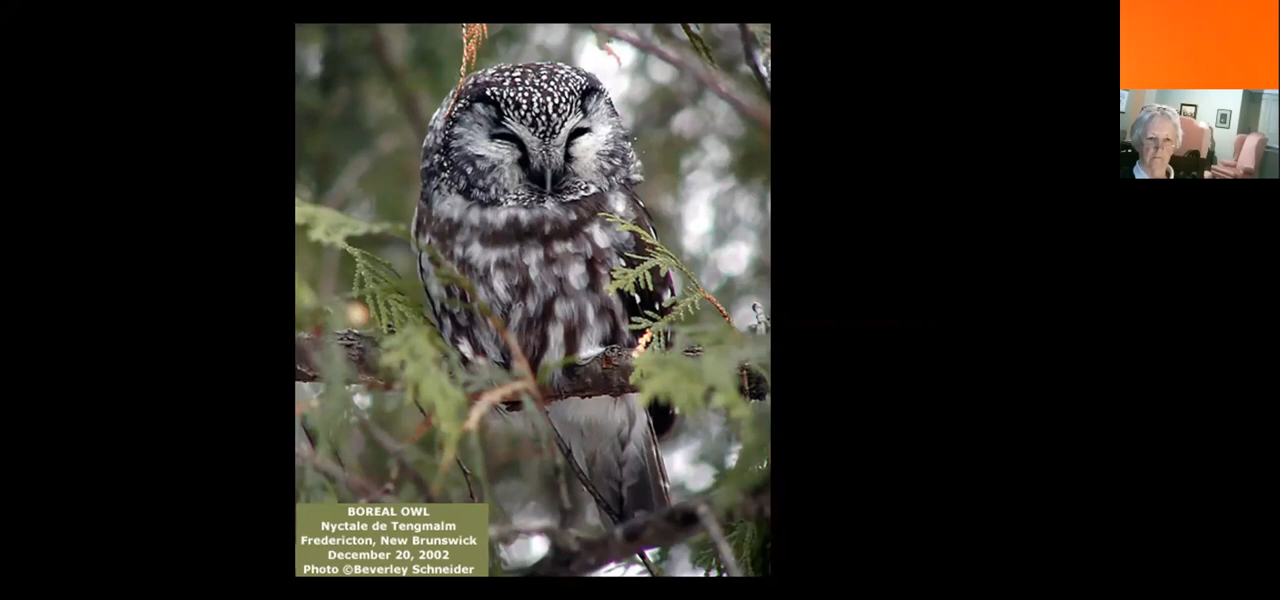 BOREAL OWL
Nyctale de Tengmalm
Fredericton, New Brunswick
December 20, 2002
Photo ©Beverley Schneider